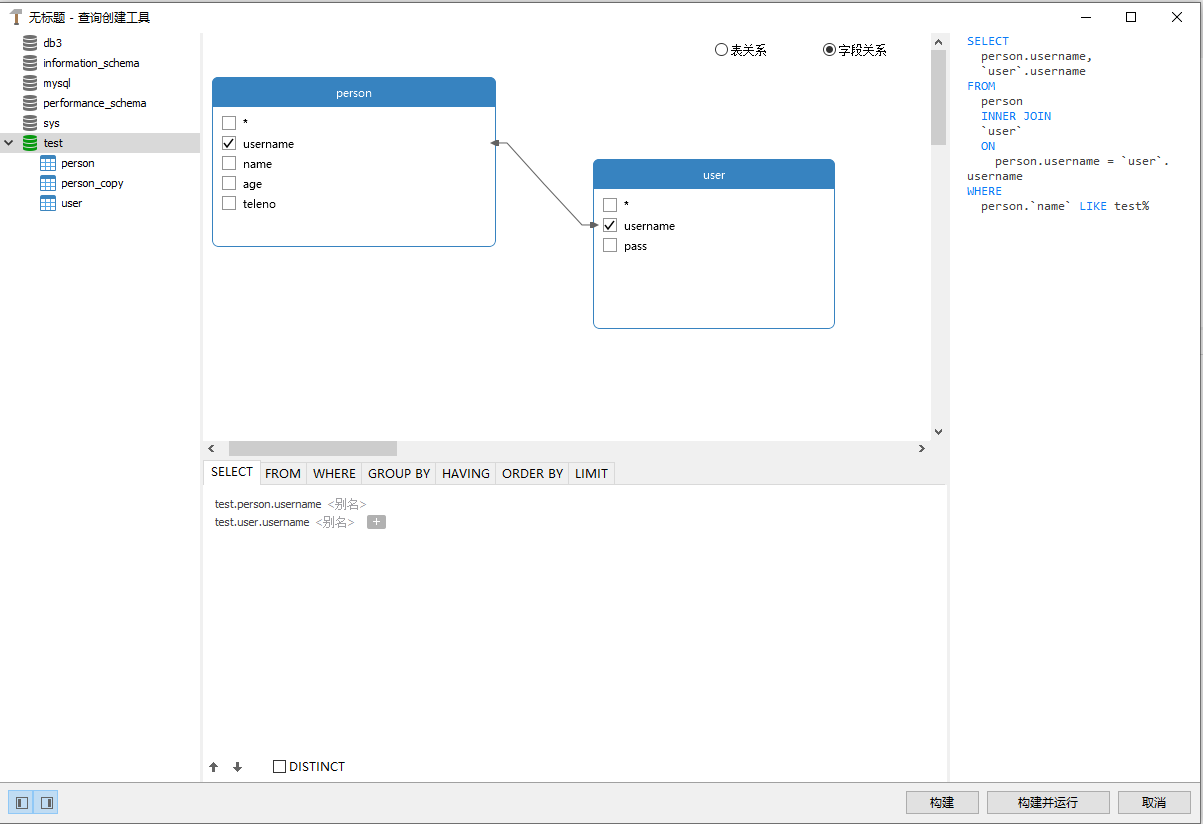 无标题 - 查询创建工具
db3
information_schema
mysql
performance_schema
sys
test
person
person_copy
user
表关系
字段关系
person
*
username
name
age
teleno
user
*
username
pass
SELECT
person.username,
`user`.username
FROM
person
INNER JOIN
`user`
ON
person.username = `user`.
username
WHERE
person.`name` LIKE test%
SELECT FROM WHERE GROUP BY HAVING ORDER BY LIMIT
test.person.username <别名>
test.user.username <别名> +
DISTINCT
构建 构建并运行 取消